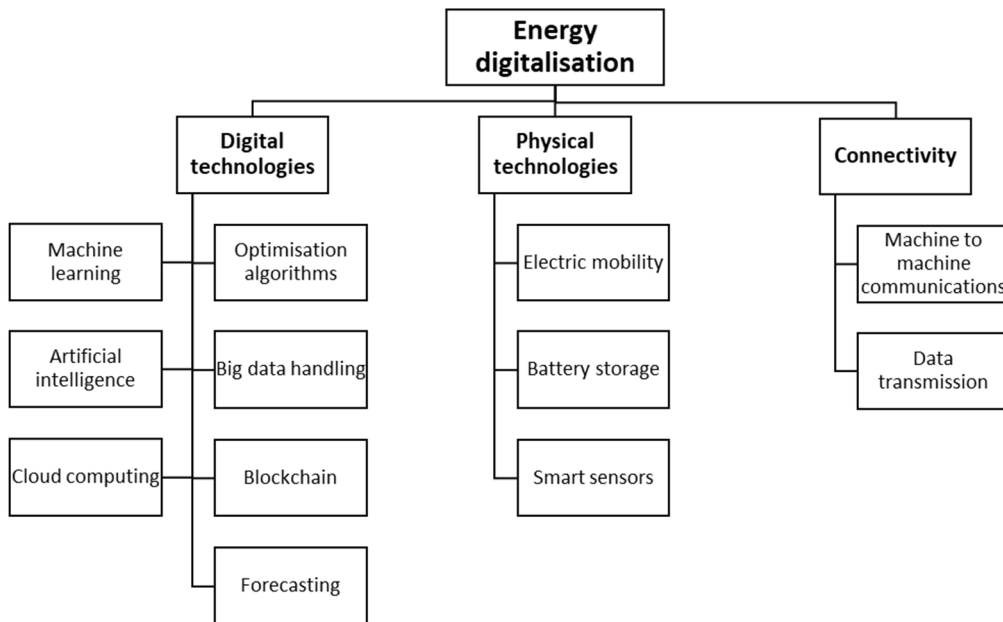 Energy
digitalisation
Digital
technologies
Physical
technologies
Connectivity
Machine
learning
Optimisation
algorithms
Electric mobility
Machine to
machine
communications
Artificial
intelligence
Big data handling
Battery storage
Data
transmission
Cloud computing
Blockchain
Smart sensors
Forecasting